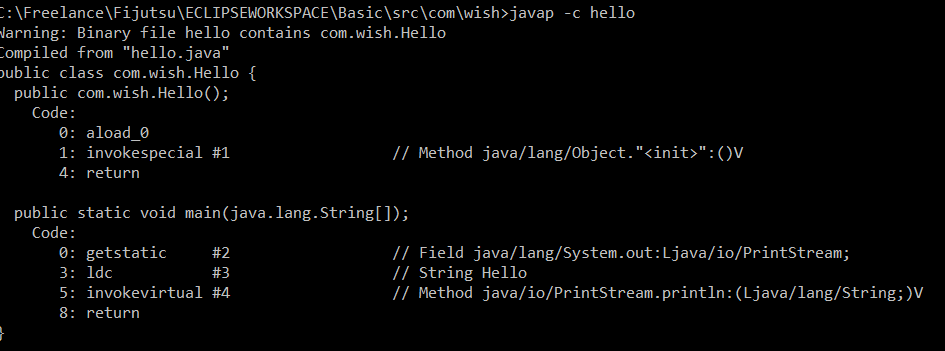 C:\Freelance\Fijutsu\ECLIPSEWORKSPACE\Basic\src\com\wish>javap -c hello
Warning: Binary file hello contains com.wish.Hello
Compiled from "hello.java"
public class com.wish.Hello {
  public com.wish.Hello();
    Code:
       0: aload_0
       1: invokespecial #1                  // Method java/lang/Object."<init>":()V
       4: return

  public static void main(java.lang.String[]);
    Code:
       0: getstatic     #2                  // Field java/lang/System.out:Ljava/io/PrintStream;
       3: ldc           #3                  // String Hello
       5: invokevirtual #4                  // Method java/io/PrintStream.println:(Ljava/lang/String;)V
       8: return
}